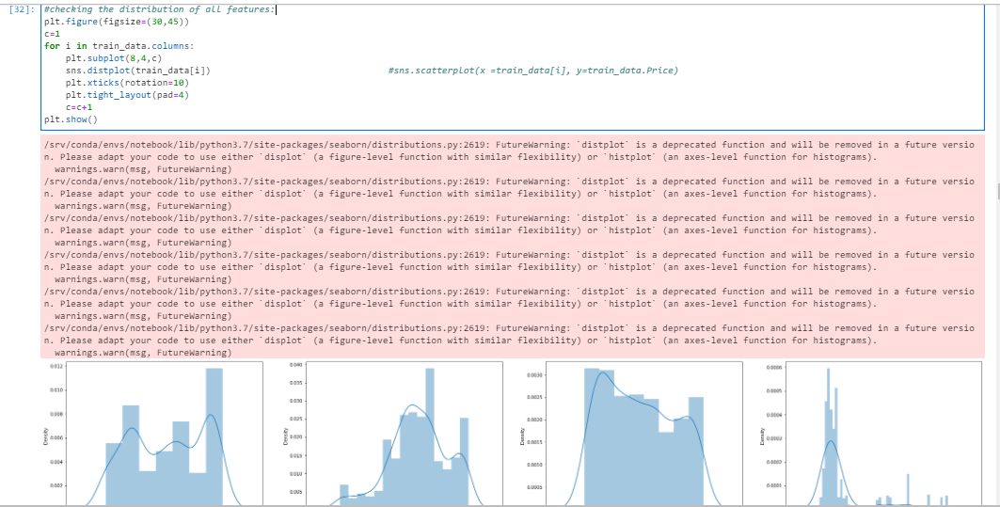 [32]: #checking the distribution of all features:
plt.figure(figsize=(30,45))
c=1
for i in train_data.columns:
    plt.subplot(8,4,c)
    sns.distplot(train_data[i])                              #sns.scatterplot(x =train_data[i], y=train_data.Price)
    plt.xticks(rotation=10)
    plt.tight_layout(pad=4)
    c=c+1
plt.show()
/srv/conda/envs/notebook/lib/python3.7/site-packages/seaborn/distributions.py:2619: FutureWarning: `distplot` is a deprecated function and will be removed in a future versio
n. Please adapt your code to use either `displot` (a figure-level function with similar flexibility) or `histplot` (an axes-level function for histograms).
  warnings.warn(msg, FutureWarning)
/srv/conda/envs/notebook/lib/python3.7/site-packages/seaborn/distributions.py:2619: FutureWarning: `distplot` is a deprecated function and will be removed in a future versio
n. Please adapt your code to use either `displot` (a figure-level function with similar flexibility) or `histplot` (an axes-level function for histograms).
  warnings.warn(msg, FutureWarning)
/srv/conda/envs/notebook/lib/python3.7/site-packages/seaborn/distributions.py:2619: FutureWarning: `distplot` is a deprecated function and will be removed in a future versio
n. Please adapt your code to use either `displot` (a figure-level function with similar flexibility) or `histplot` (an axes-level function for histograms).
  warnings.warn(msg, FutureWarning)
/srv/conda/envs/notebook/lib/python3.7/site-packages/seaborn/distributions.py:2619: FutureWarning: `distplot` is a deprecated function and will be removed in a future versio
n. Please adapt your code to use either `displot` (a figure-level function with similar flexibility) or `histplot` (an axes-level function for histograms).
  warnings.warn(msg, FutureWarning)
/srv/conda/envs/notebook/lib/python3.7/site-packages/seaborn/distributions.py:2619: FutureWarning: `distplot` is a deprecated function and will be removed in a future versio
n. Please adapt your code to use either `displot` (a figure-level function with similar flexibility) or `histplot` (an axes-level function for histograms).
  warnings.warn(msg, FutureWarning)
/srv/conda/envs/notebook/lib/python3.7/site-packages/seaborn/distributions.py:2619: FutureWarning: `distplot` is a deprecated function and will be removed in a future versio
n. Please adapt your code to use either `displot` (a figure-level function with similar flexibility) or `histplot` (an axes-level function for histograms).
  warnings.warn(msg, FutureWarning)
0.012
0.010
0.008
0.006
0.004
0.002
Density
0.040
0.035
0.030
0.025
0.020
0.015
0.010
0.005
Density
0.0030
0.0025
0.0020
0.0015
0.0010
0.0005
Density
0.0006
0.0005
0.0004
0.0003
0.0002
0.0001
Density